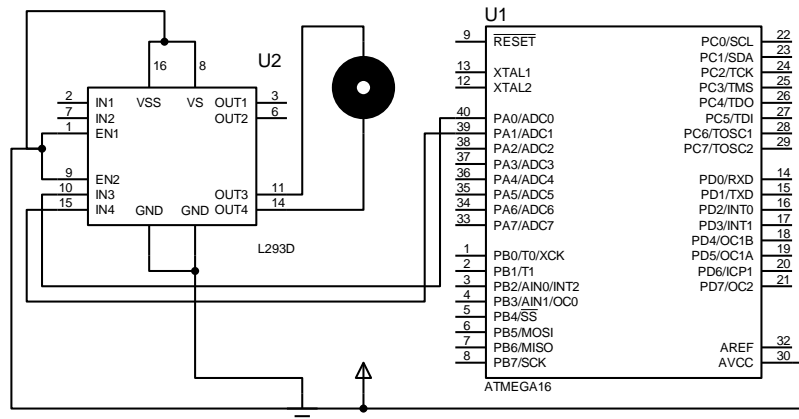 U1
U2
16
8
VSS
VS
2
IN1
7
IN2
1
EN1
9
EN2
10
IN3
15
IN4
OUT1
3
OUT2
6
OUT3
11
OUT4
14
GND
GND
L293D
9
RESET
13
XTAL1
12
XTAL2
40
PA0/ADC0
39
PA1/ADC1
38
PA2/ADC2
37
PA3/ADC3
36
PA4/ADC4
35
PA5/ADC5
34
PA6/ADC6
33
PA7/ADC7
1
PB0/T0/XCK
2
PB1/T1
3
PB2/AIN0/INT2
4
PB3/AIN1/OC0
5
PB4/SS
6
PB5/MOSI
7
PB6/MISO
8
PB7/SCK
PC0/SCL
22
PC1/SDA
23
PC2/TCK
24
PC3/TMS
25
PC4/TDO
26
PC5/TDI
27
PC6/TOSC1
28
PC7/TOSC2
29
PD0/RXD
14
PD1/TXD
15
PD2/INT0
16
PD3/INT1
17
PD4/OC1B
18
PD5/OC1A
19
PD6/ICP1
20
PD7/OC2
21
AREF
32
AVCC
30
ATMEGA16